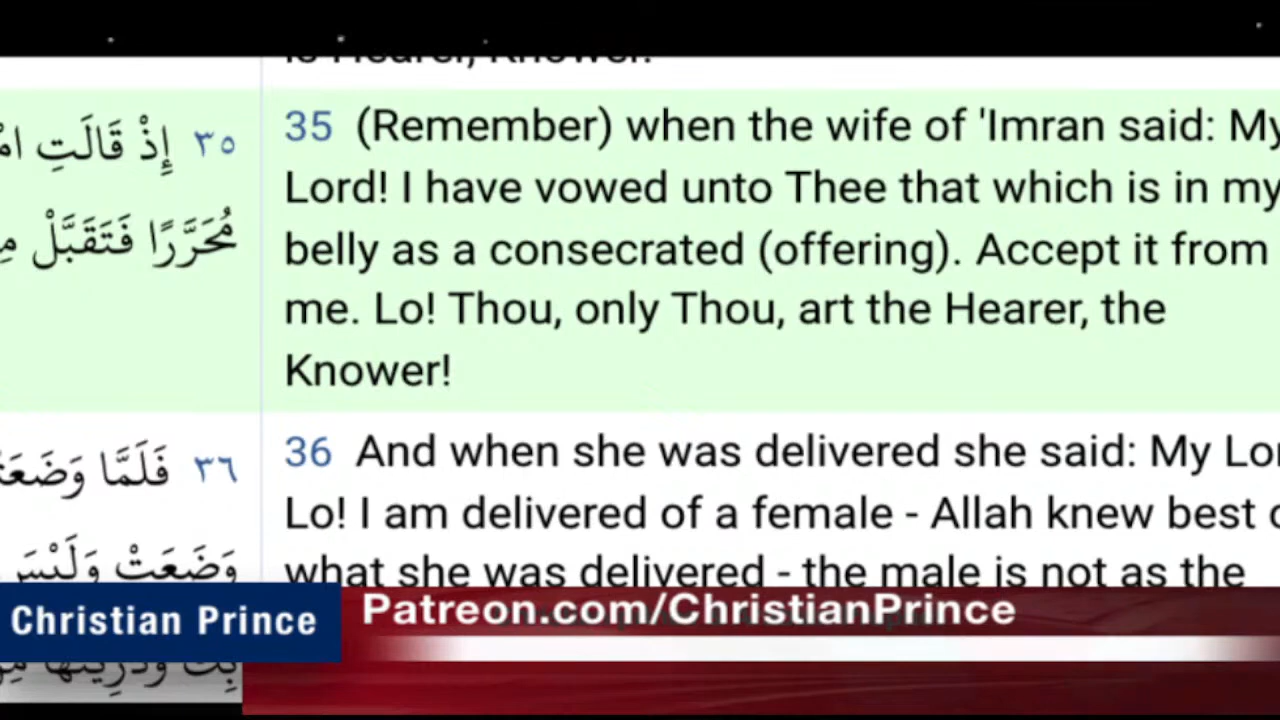 35 (Remember) when the wife of 'Imran said: My
Lord! I have vowed unto Thee that which is in my
belly as a consecrated (offering). Accept it from
me. Lo! Thou, only Thou, art the Hearer, the
Knower!
٣٥ إِذْ قَالَتِ
مُحَرَّرًا فَتَقَبَّلْ
36 And when she was delivered she said: My
Lo! I am delivered of a female - Allah knew best
what she was delivered - the male is not as the
٣٦ فَلَمَّا
وَضَعَتْ وَلَيْسَ
Christian Prince
Patreon.com/ChristianPrince